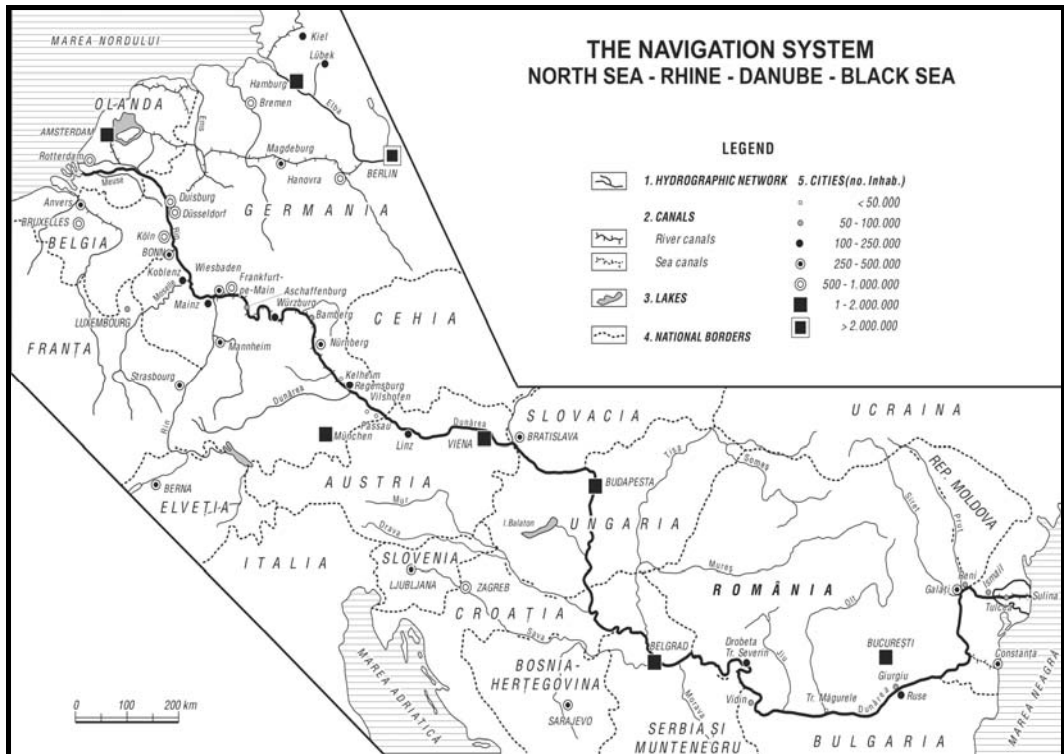 THE NAVIGATION SYSTEM
NORTH SEA - RHINE - DANUBE - BLACK SEA
LEGEND
1. HYDROGRAPHIC NETWORK
2. CANALS
River canals
Sea canals
3. LAKES
4. NATIONAL BORDERS
5. CITIES(no. Inhab.)
< 50.000
50 - 100.000
100 - 250.000
250 - 500.000
500 - 1.000.000
1 - 2.000.000
> 2.000.000
MAREA NORDULUI
Kiel
Lübek
Hamburg
Bremen
Elba
OLANDA
Ems
AMSTERDAM
Magdeburg
BERLIN
Rotterdam
Hanovra
Meuse
Anvers
Duisburg
Düsseldorf
GERMANIA
BRUXELLES
Köln
Rin
BELGIA
BONN
Koblenz
Wiesbaden
Frankfurt-
pe-Main
Aschaffenburg
Würzburg
Moselle
Mainz
Bamberg
CEHIA
LUXEMBOURG
FRANȚA
Mannheim
Nürnberg
Strasbourg
Kelheim
Regensburg
Vilshofen
Dunărea
Passau
SLOVACIA
UCRAINA
Rin
München
Linz
VIENA
Dunărea
BRATISLAVA
Tisa
Someș
REP. MOLDOVA
BERNA
ELVEȚIA
AUSTRIA
BUDAPESTA
Siret
Prut
Mur
l. Balaton
UNGARIA
Drava
ITALIA
SLOVENIA
Mureș
ROMÂNIA
Reni
Ismail
LJUBLJANA
ZAGREB
Galați
Sulina
Tulcea
CROAȚIA
Olt
Sava
BELGRAD
Drobeta
Tr. Severin
Jiu
BUCUREȘTI
Constanța
BOSNIA-
HERȚEGOVINA
Giurgiu
MAREA ADRIATICĂ
Vidin
Tr. Măgurele
Dunărea
Ruse
MAREA NEAGRĂ
Morava
SARAJEVO
SERBIA ȘI
MUNTENEGRU
BULGARIA
0 100 200 km